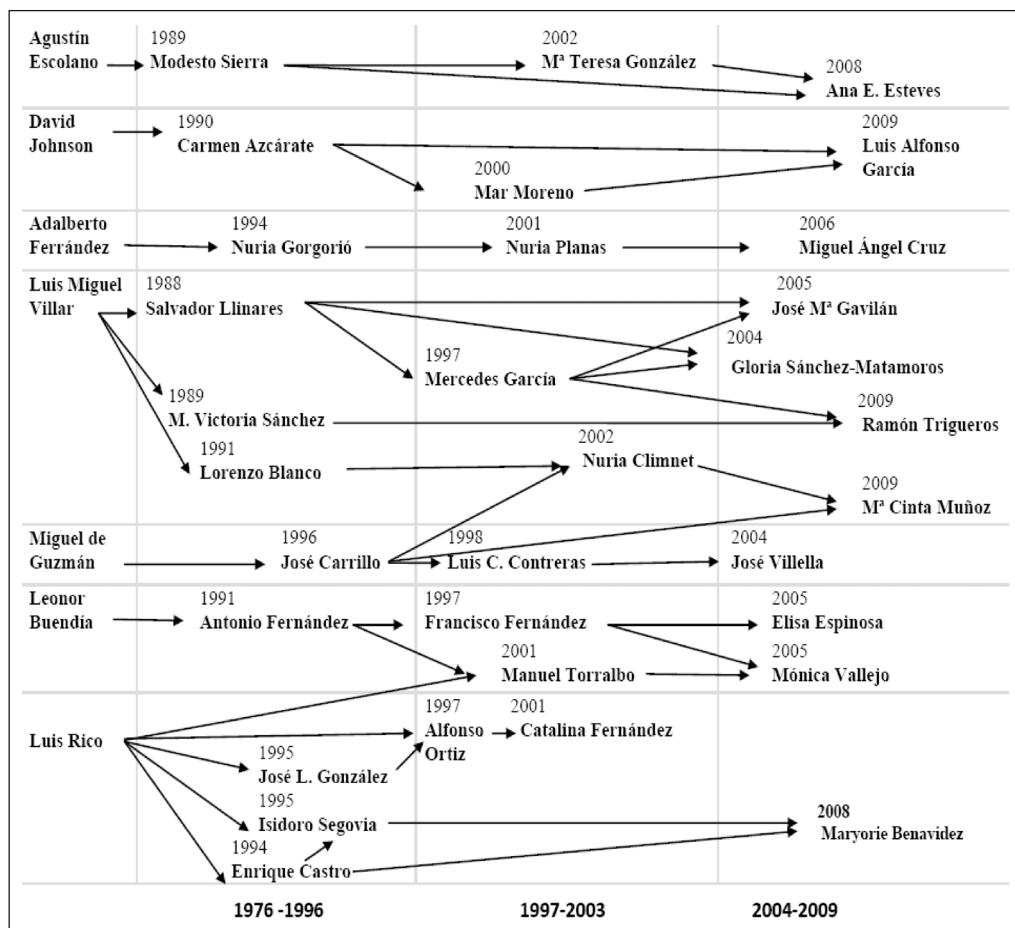 Agustín
Escolano
1989
Modesto Sierra
2002
Mª Teresa González
2008
Ana E. Esteves
David
Johnson
1990
Carmen Azcárate
2000
Mar Moreno
2009
Luis Alfonso
García
Adalberto
Ferrández
1994
Nuria Gorgorió
2001
Nuria Planas
2006
Miguel Ángel Cruz
Luis Miguel
Villar
1988
Salvador Llinares
2005
José Mª Gavilán
1997
Mercedes García
2004
Gloria Sánchez-Matamoros
1989
M. Victoria Sánchez
2009
Ramón Trigueros
1991
Lorenzo Blanco
2002
Nuria Climnet
2009
Mª Cinta Muñoz
Miguel de
Guzmán
1996
José Carrillo
1998
Luis C. Contreras
2004
José Villella
Leonor
Buendía
1991
Antonio Fernández
1997
Francisco Fernández
2005
Elisa Espinosa
2001
Manuel Torralbo
2005
Mónica Vallejo
Luis Rico
1997
Alfonso
Ortiz
2001
Catalina Fernández
1995
José L. González
1995
Isidoro Segovia
1994
Enrique Castro
2008
Maryorie Benavidez
1976 -1996
1997-2003
2004-2009